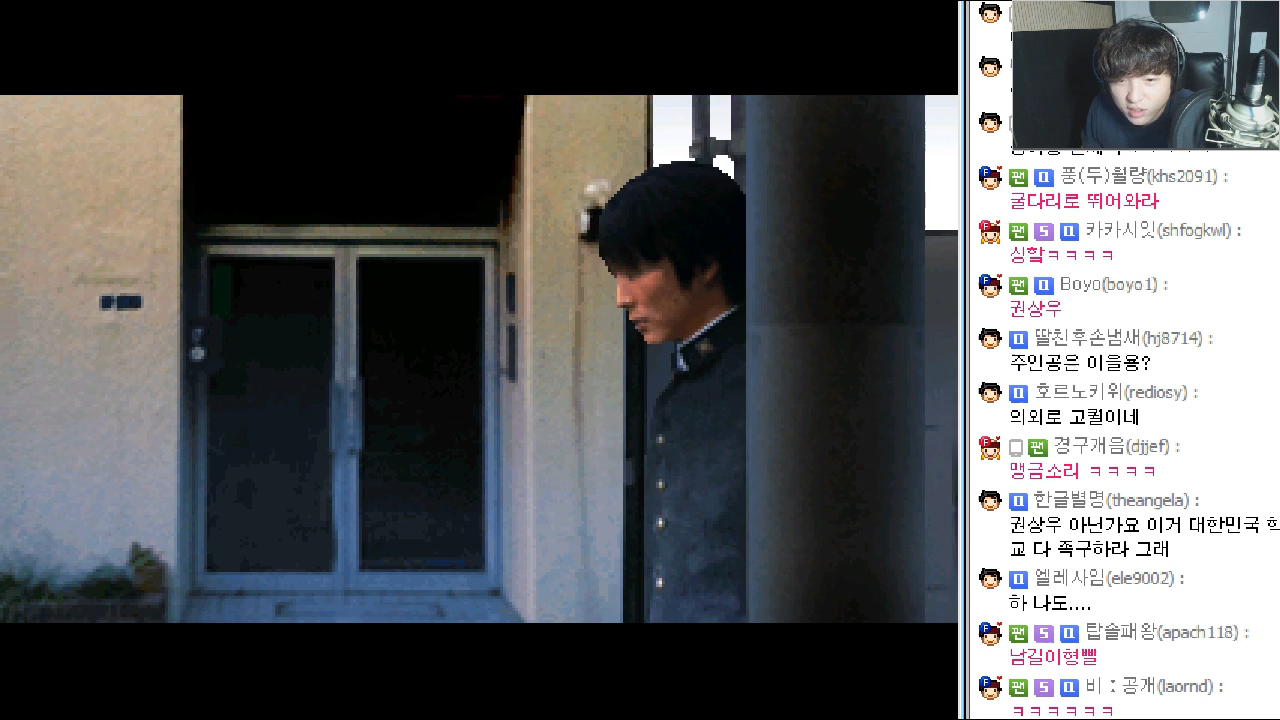 풍(두)월량(khs2091) :
굴다리로 뛰어와라
카카시잇(shfogkwl) :
싱핥ㅋㅋㅋㅋ
Boyo(boyo1) :
권상우
딸친후손냄새(hj8714) :
주인공은 이을용?
호르노키위(rediosy) :
의외로 고퀄이네
경구개음(djjef) :
맹금소리 ㅋㅋㅋㅋ
한글별명(theangela) :
권상우 아닌가요 이거 대한민국 학
교 다 족구하라 그래
엘레사임(ele9002) :
하 나도....
탑솔패왕(apach118) :
남길이형삘
비 : 공개(laornd) :
ㅋㅋㅋㅋㅋㅋ